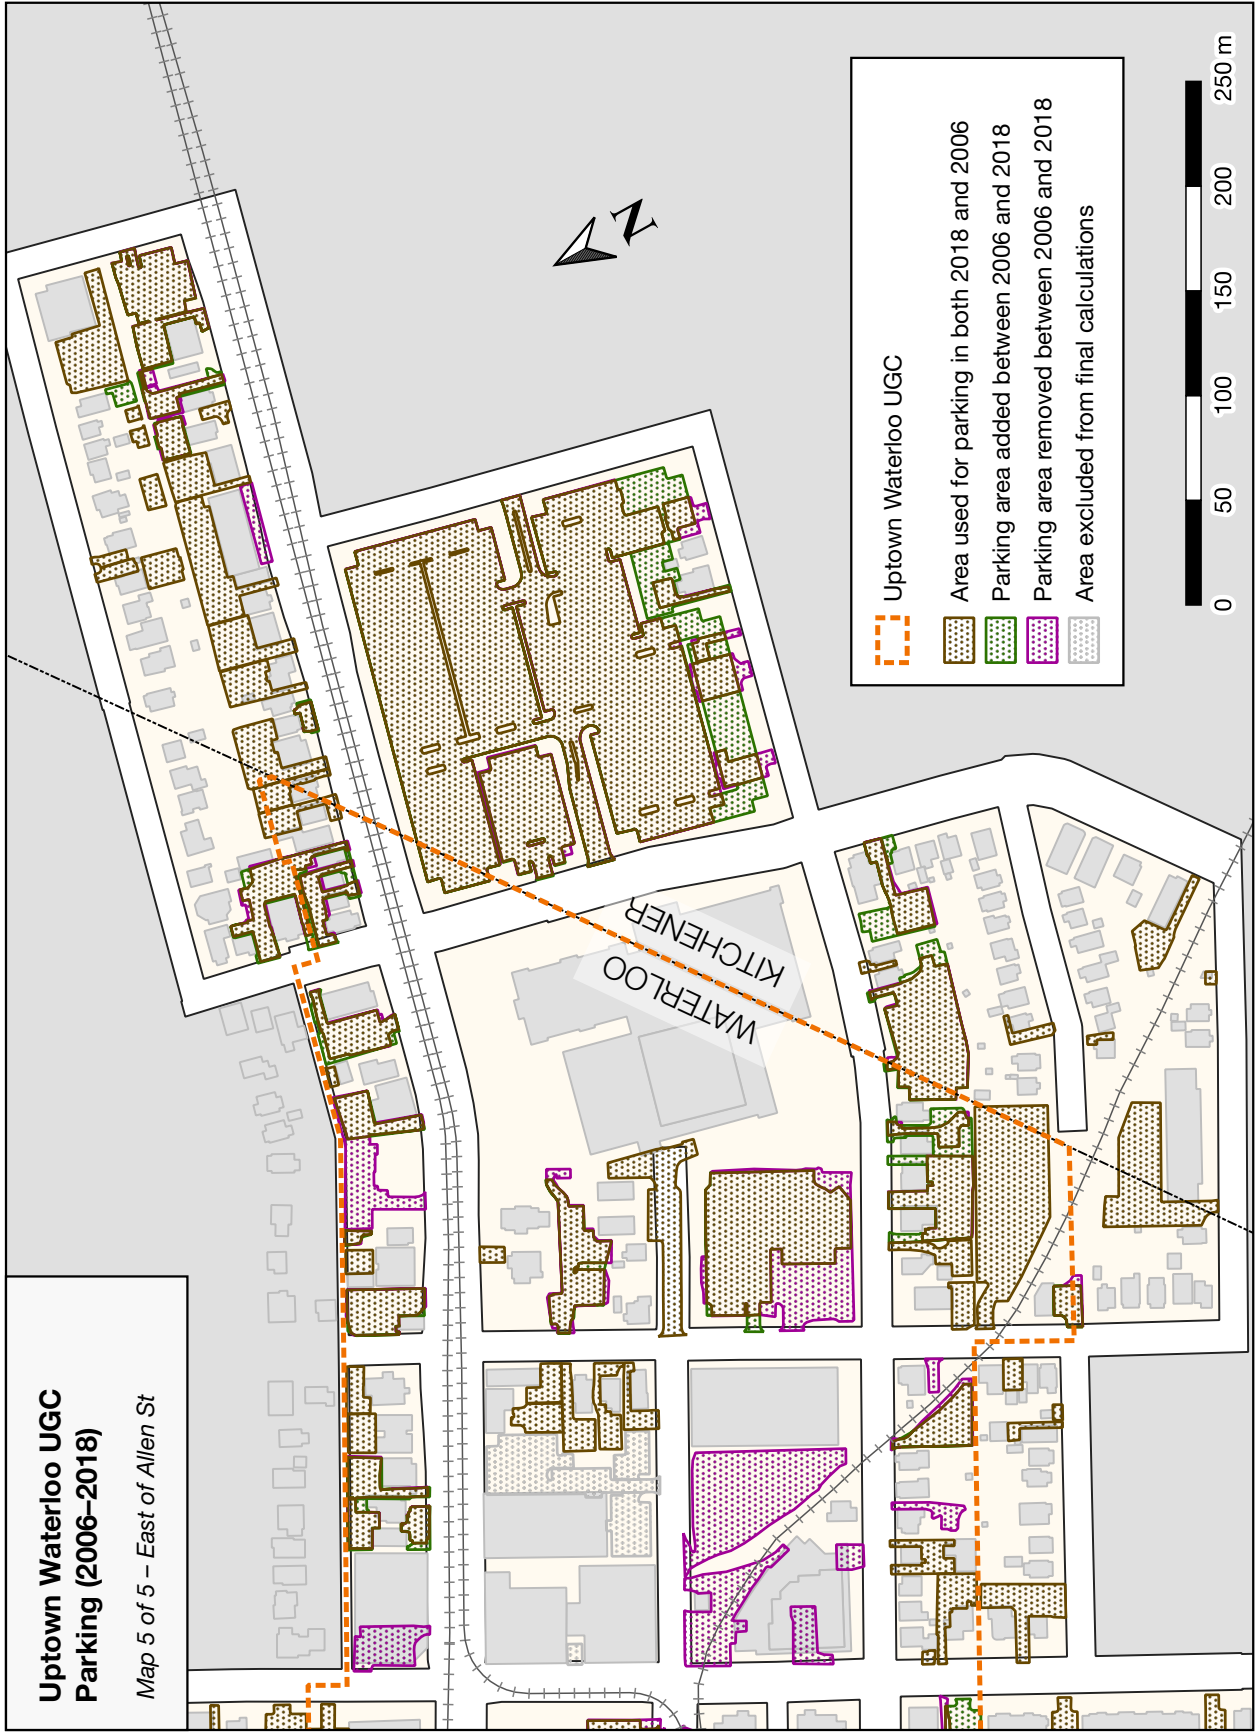 Uptown Waterloo UGC
Parking (2006–2018)
Map 5 of 5 – East of Allen St
WATERLOO
KITCHENER
N
Uptown Waterloo UGC
Area used for parking in both 2018 and 2006
Parking area added between 2006 and 2018
Parking area removed between 2006 and 2018
Area excluded from final calculations
0 50 100 150 200 250 m